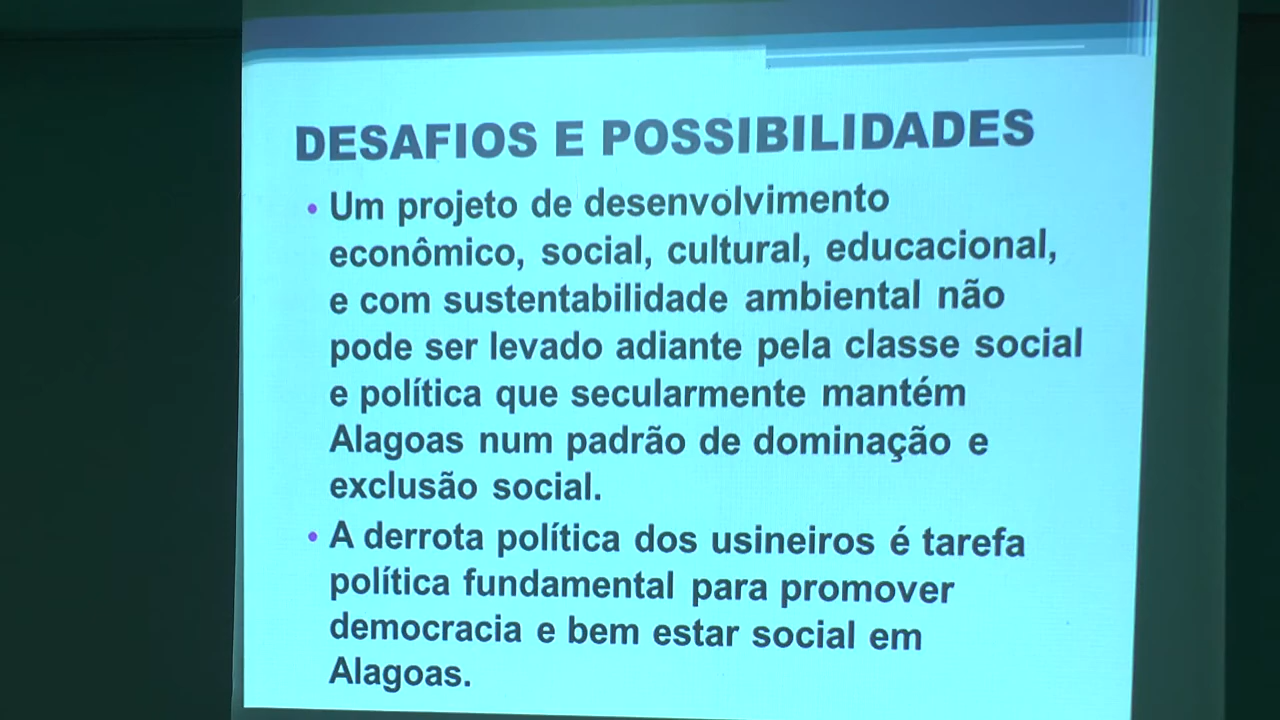 DESAFIOS E POSSIBILIDADES
• Um projeto de desenvolvimento
econômico, social, cultural, educacional,
e com sustentabilidade ambiental não
pode ser levado adiante pela classe social
e política que secularmente mantém
Alagoas num padrão de dominação e
exclusão social.
• A derrota política dos usineiros é tarefa
política fundamental para promover
democracia e bem estar social em
Alagoas.